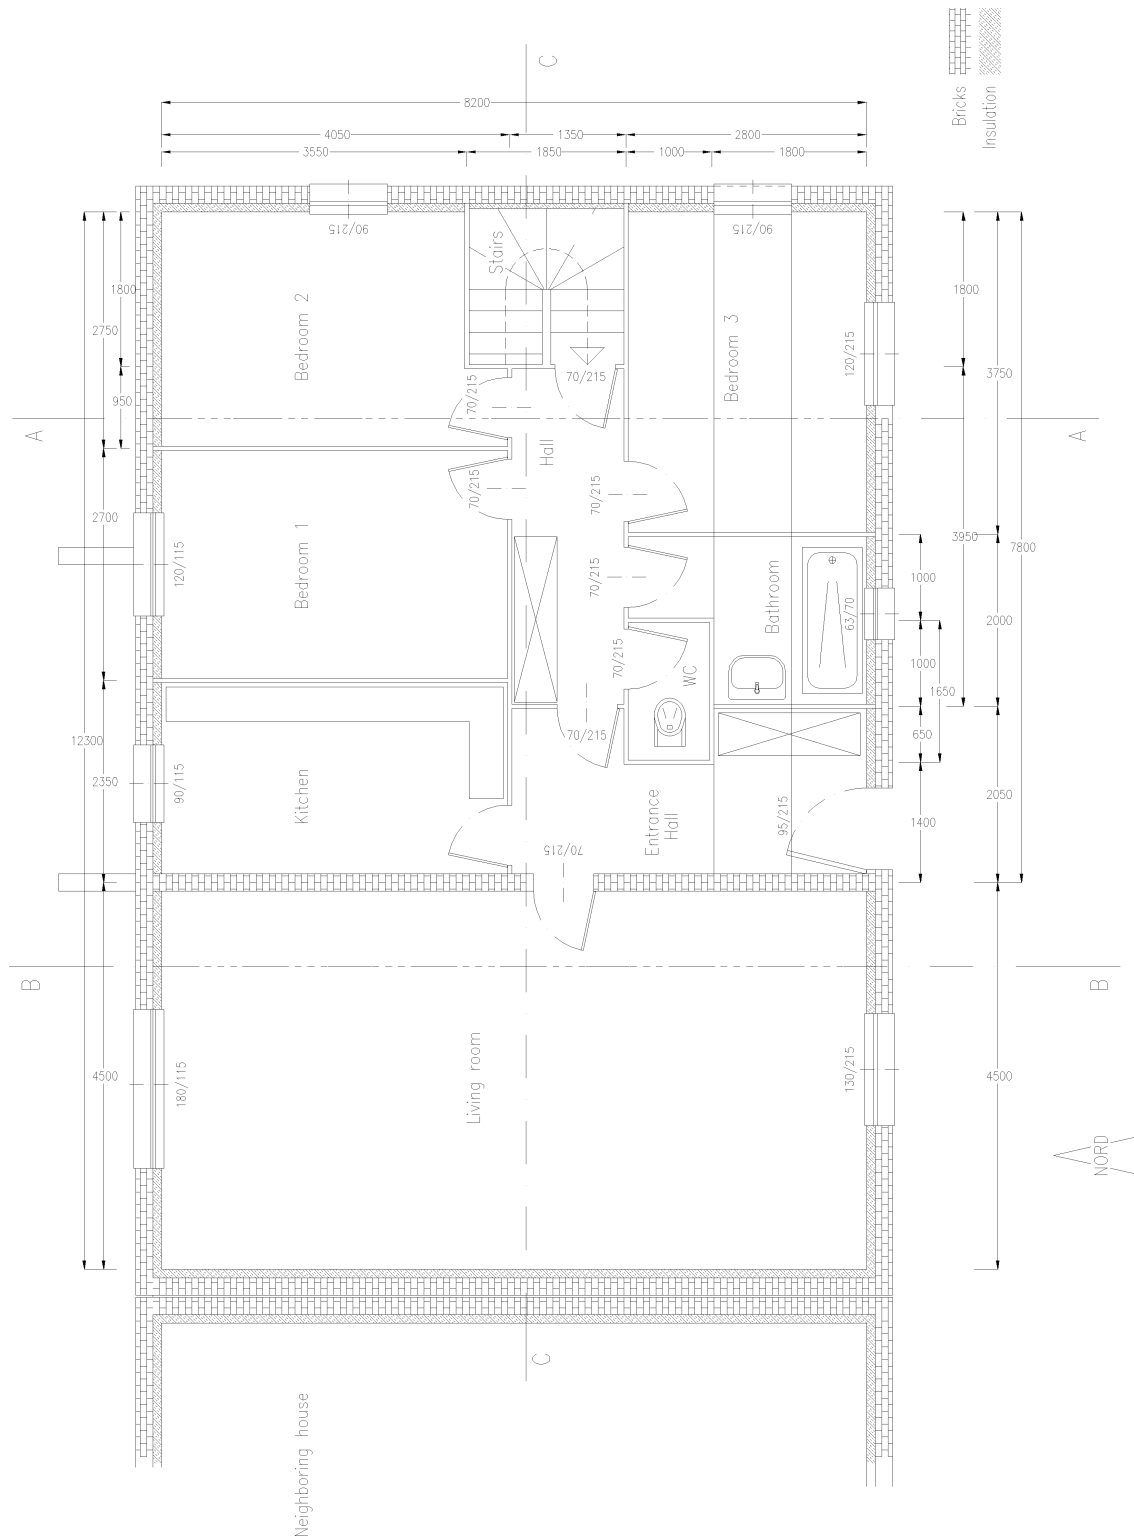 C
Bricks
Insulation
8200
4050
1350
2800
3550
1850
1000
1800
90/215
90/215
Stairs
1800
2750
950
Bedroom 2
Bedroom 3
120/215
1800
3750
70/215
70/215
A
A
Hall
70/215
70/215
2700
120/115
Bedroom 1
70/215
Bathroom
63/70
3950
7800
1000
2000
1000
1650
70/215
WC
12300
2350
90/115
Kitchen
70/215
70/215
Entrance
Hall
95/215
650
2050
1400
B
B
4500
180/115
Living room
130/215
4500
NORD
C
Neighboring house